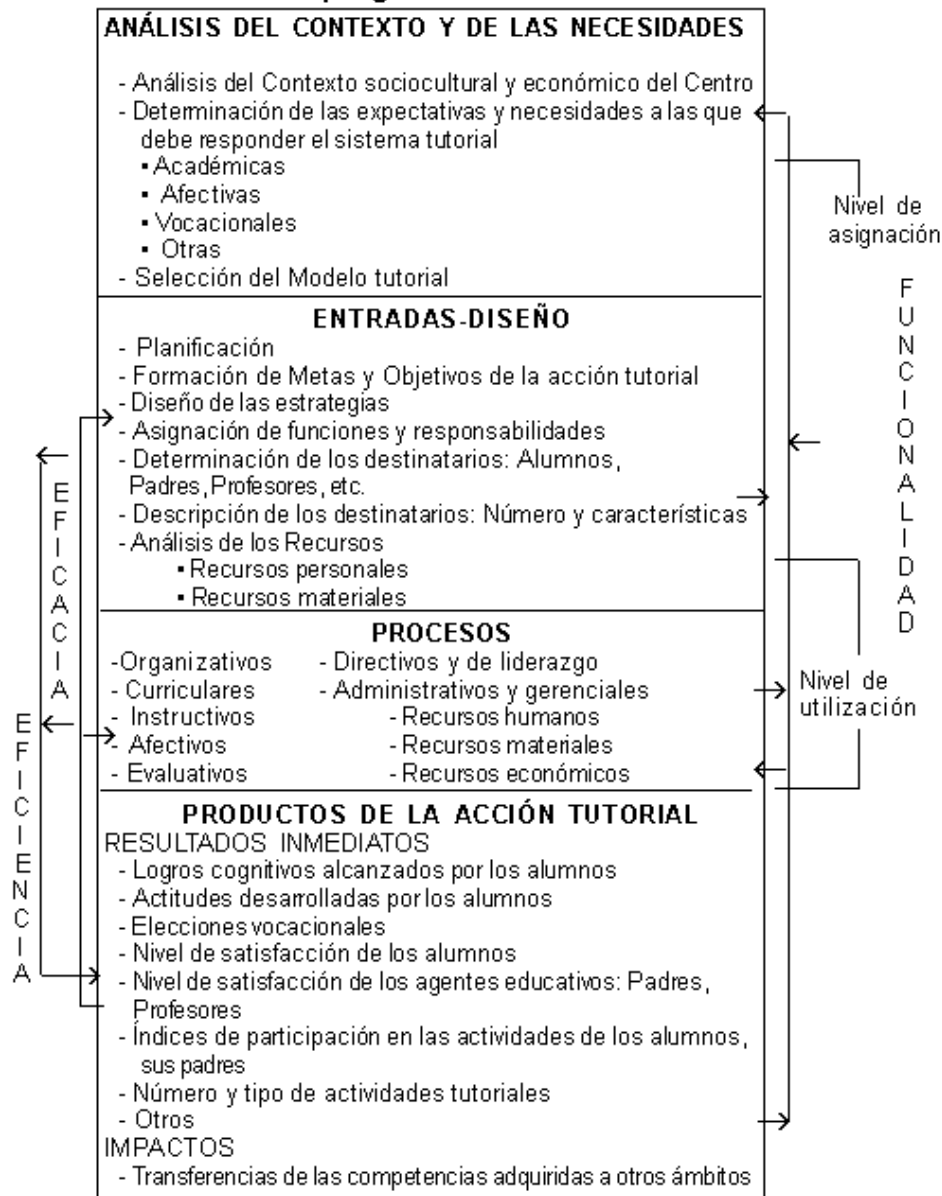 ANÁLISIS DEL CONTEXTO Y DE LAS NECESIDADES
- Análisis del Contexto sociocultural y económico del Centro
- Determinación de las expectativas y necesidades a las que
debe responder el sistema tutorial
▪ Académicas
▪ Afectivas
▪ Vocacionales
▪ Otras
- Selección del Modelo tutorial
Nivel de
asignación
FUNCIONALIDAD
ENTRADAS-DISEÑO
- Planificación
- Formación de Metas y Objetivos de la acción tutorial
- Diseño de las estrategias
- Asignación de funciones y responsabilidades
- Determinación de los destinatarios: Alumnos,
Padres, Profesores, etc.
- Descripción de los destinatarios: Número y características
- Análisis de los Recursos
▪ Recursos personales
▪ Recursos materiales
EFICACIA
EFICIENCIA
PROCESOS
-Organizativos - Directivos y de liderazgo
- Curriculares - Administrativos y gerenciales
- Instructivos - Recursos humanos
- Afectivos - Recursos materiales
- Evaluativos - Recursos económicos
Nivel de
utilización
PRODUCTOS DE LA ACCIÓN TUTORIAL
RESULTADOS INMEDIATOS
- Logros cognitivos alcanzados por los alumnos
- Actitudes desarrolladas por los alumnos
- Elecciones vocacionales
- Nivel de satisfacción de los alumnos
- Nivel de satisfacción de los agentes educativos: Padres,
Profesores
- Índices de participación en las actividades de los alumnos,
sus padres
- Número y tipo de actividades tutoriales
- Otros
IMPACTOS
- Transferencias de las competencias adquiridas a otros ámbitos